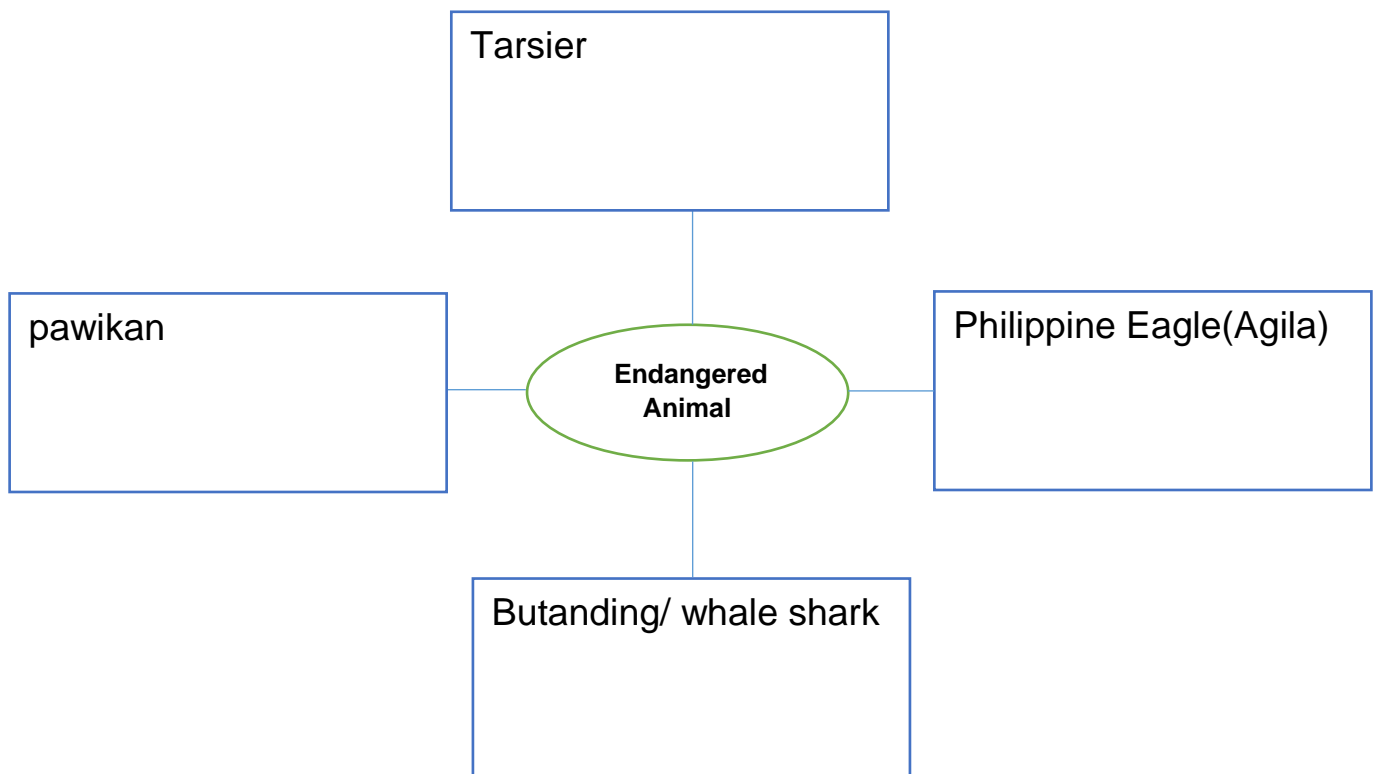 Tarsier
pawikan
Philippine Eagle(Agila)
Endangered
Animal
Butanding/ whale shark